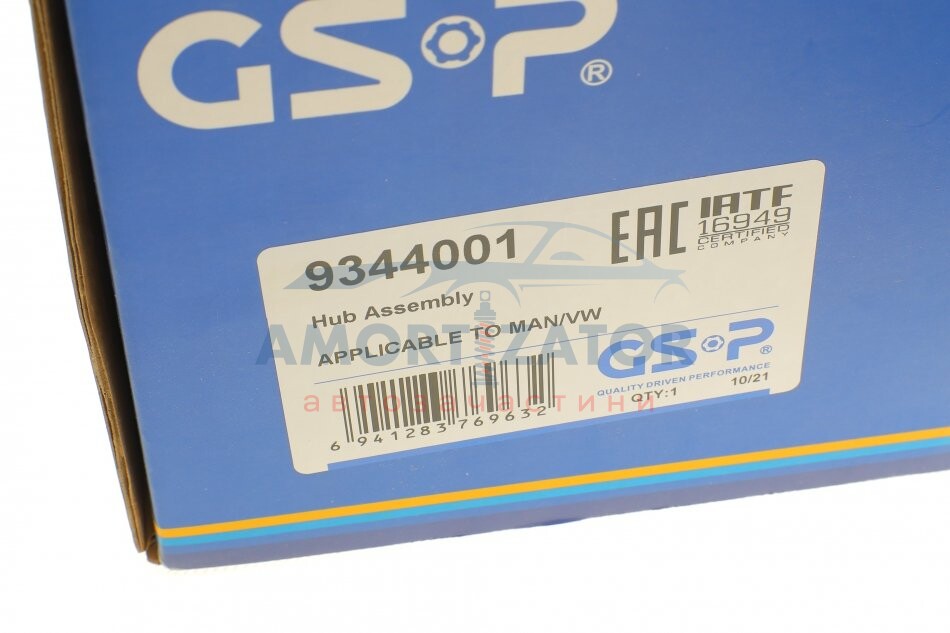 GSP®
9344001
EAC
IATF
16949
CERTIFIED
COMPANY
Hub Assembly
APPLICABLE TO MAN/VW
AMORTIZATOR
автозапчастини
GSP®
QUALITY DRIVEN PERFORMANCE
QTY:1 10/21
6 941283 769632